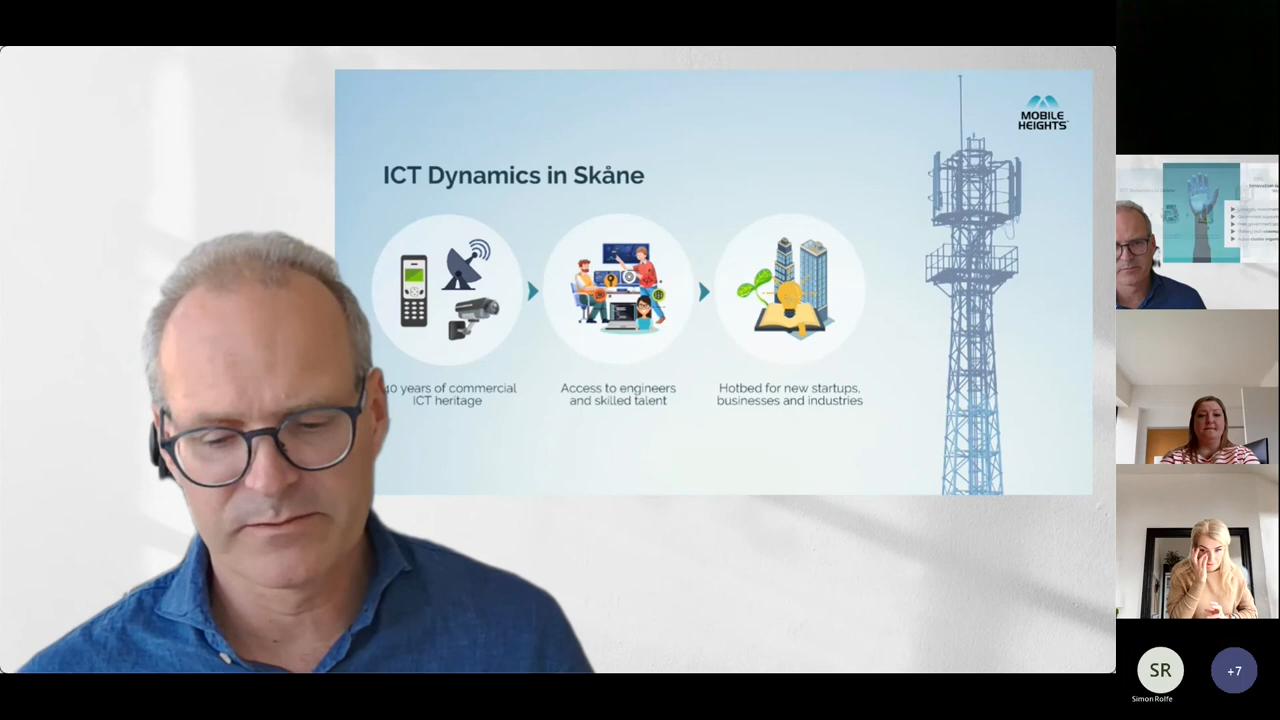 MOBILE
HEIGHTS
ICT Dynamics in Skåne
40 years of commercial
ICT heritage
Access to engineers
and skilled talent
Hotbed for new startups,
businesses and industries
SR
Simon Rolfe
+7